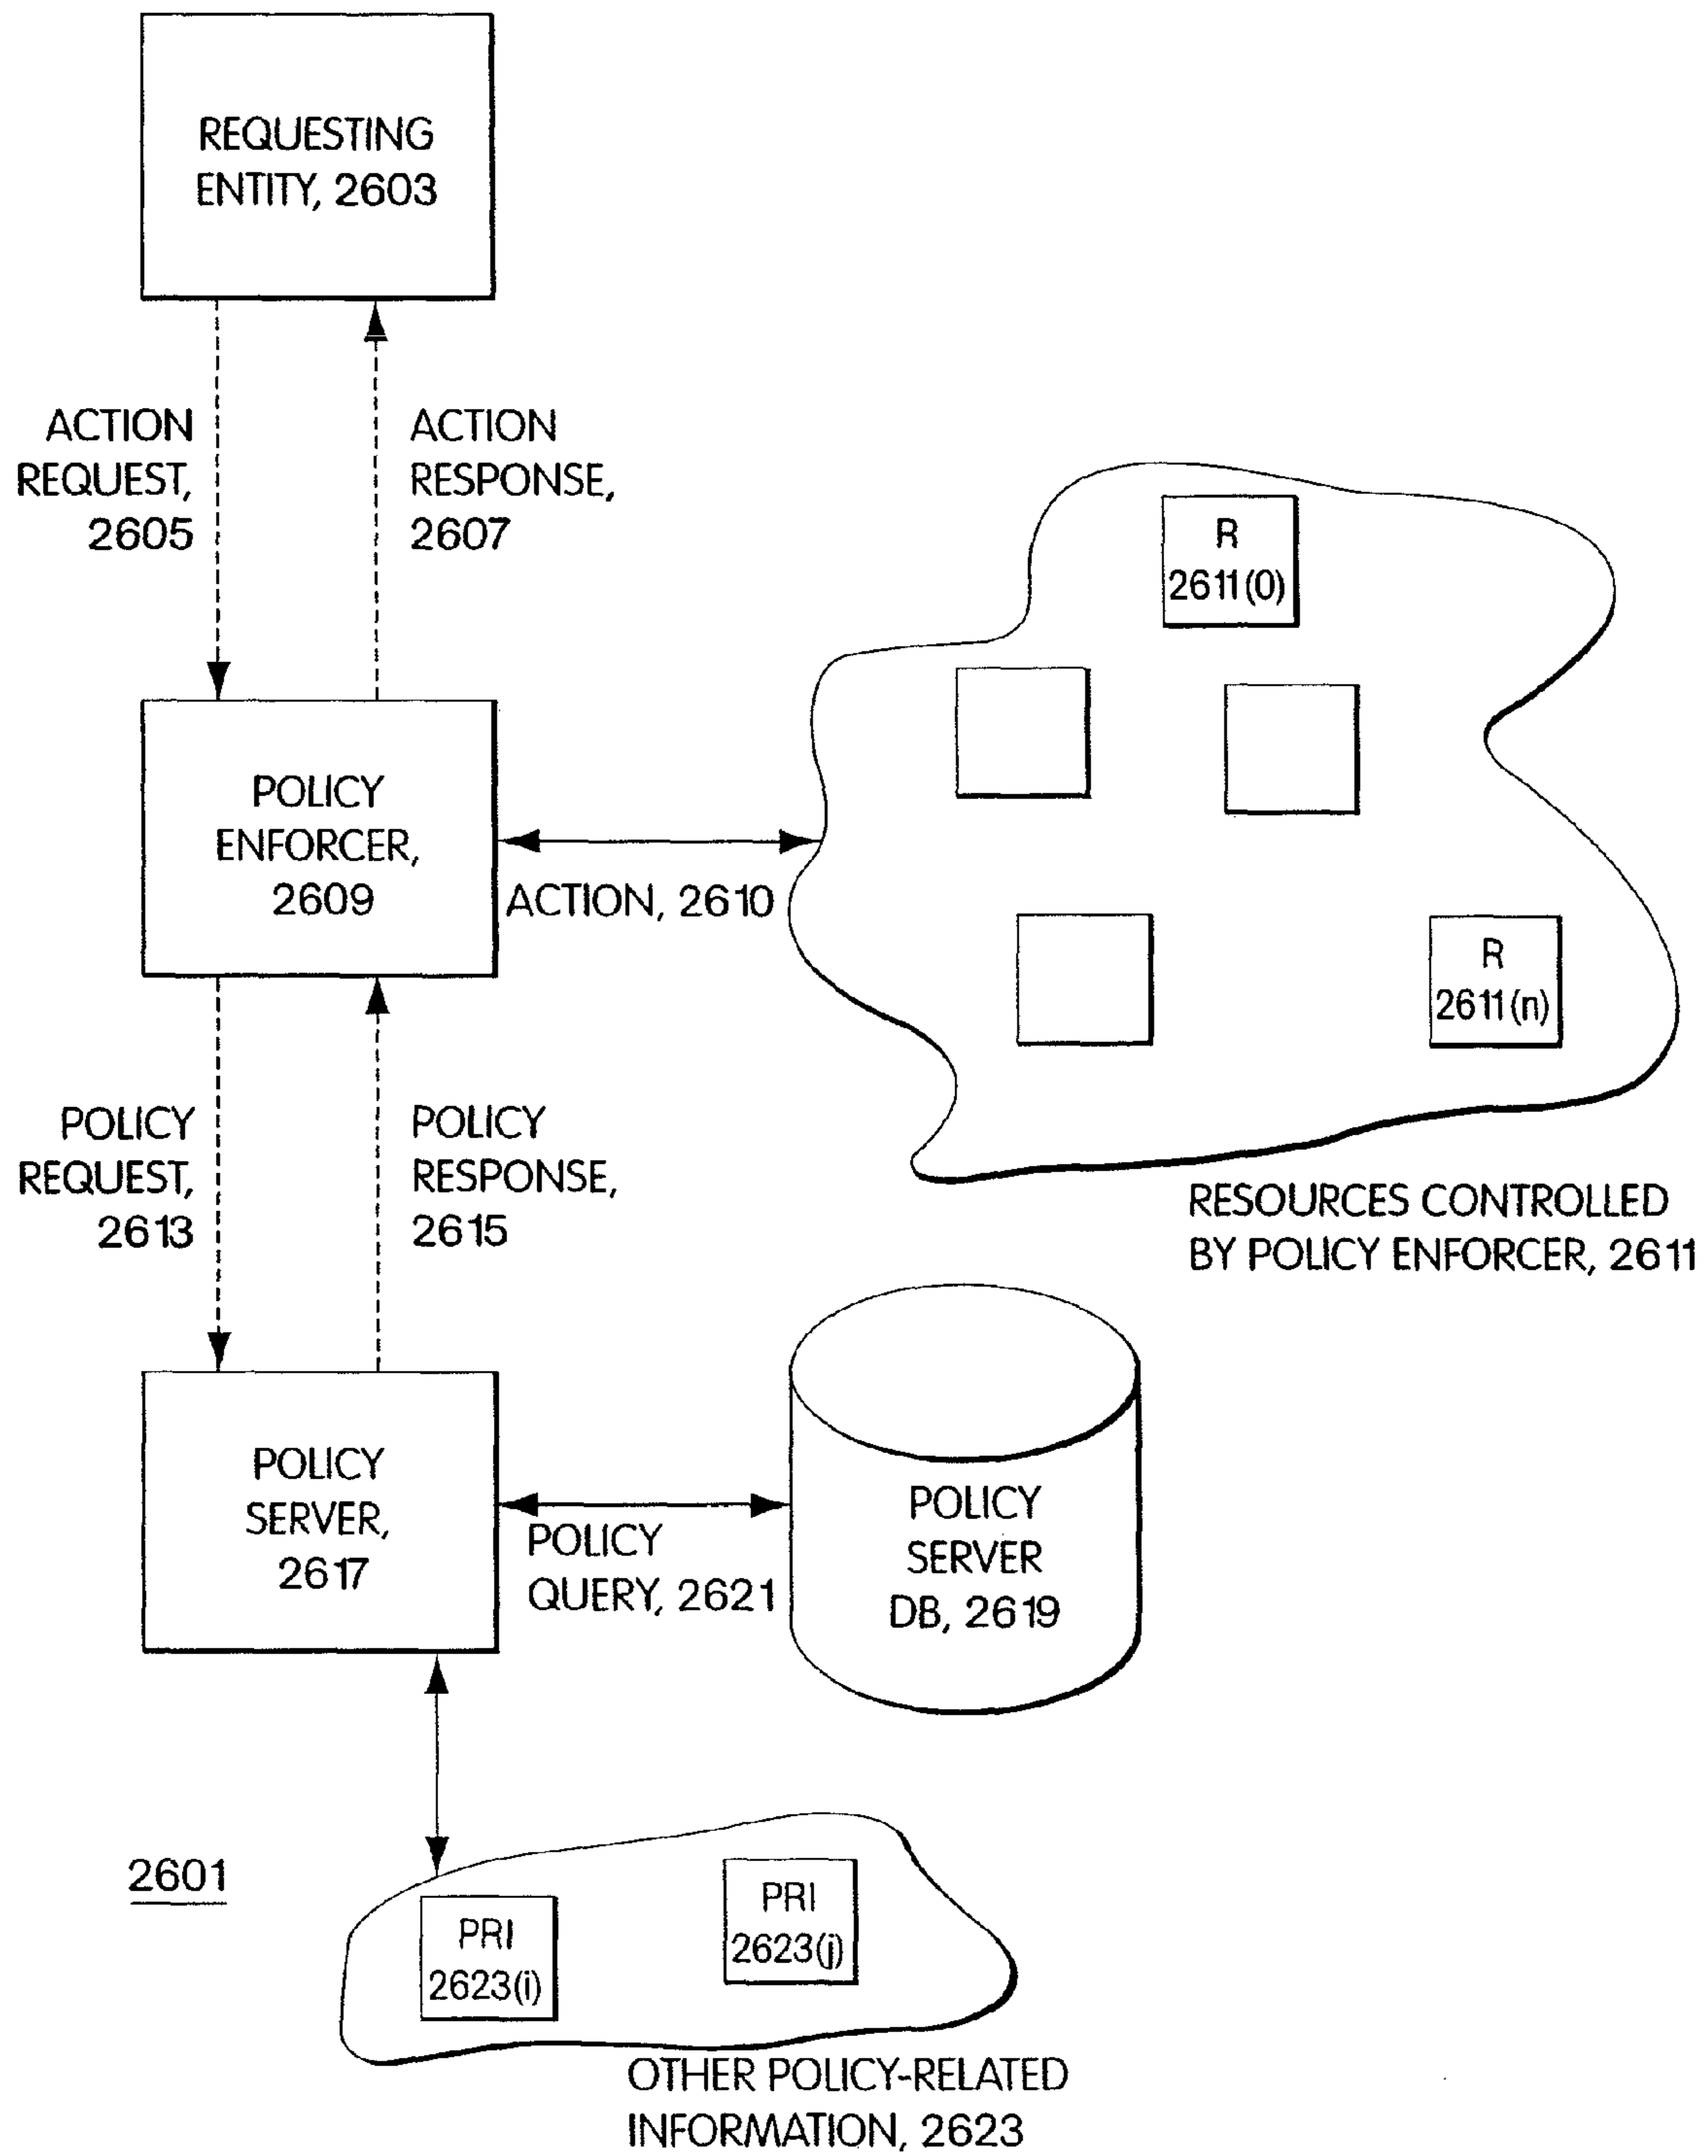 REQUESTING
ENTITY, 2603
ACTION
REQUEST,
2605
ACTION
RESPONSE,
2607
R
2611(0)
POLICY
ENFORCER,
2609
ACTION, 2610
R
2611(n)
POLICY
REQUEST,
2613
POLICY
RESPONSE,
2615
RESOURCES CONTROLLED
BY POLICY ENFORCER, 2611
POLICY
SERVER,
2617
POLICY
QUERY, 2621
POLICY
SERVER
DB, 2619
2601
PRI
2623(i)
PRI
2623(j)
OTHER POLICY-RELATED
INFORMATION, 2623